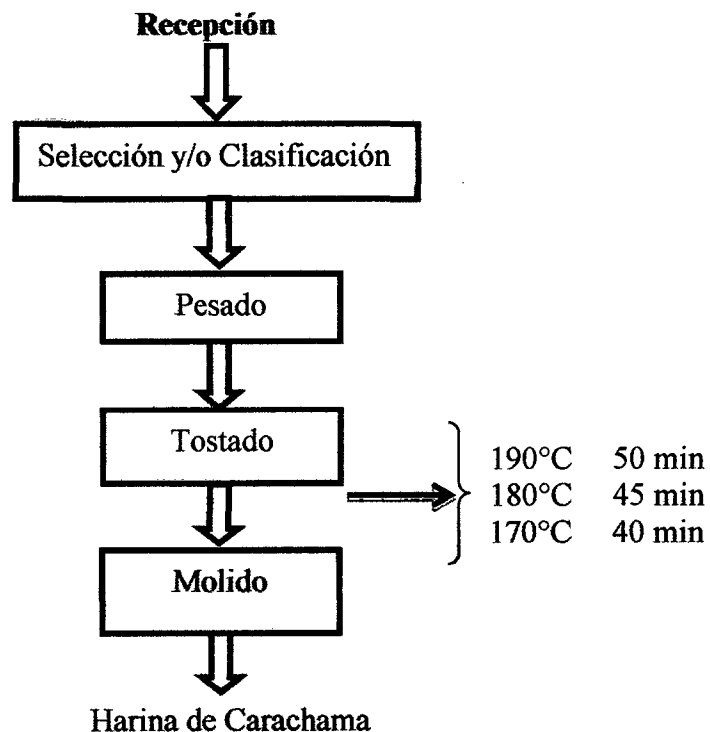 Recepción
Selección y/o Clasificación
Pesado
Tostado
190°C 50 min
180°C 45 min
170°C 40 min
Molido
Harina de Carachama